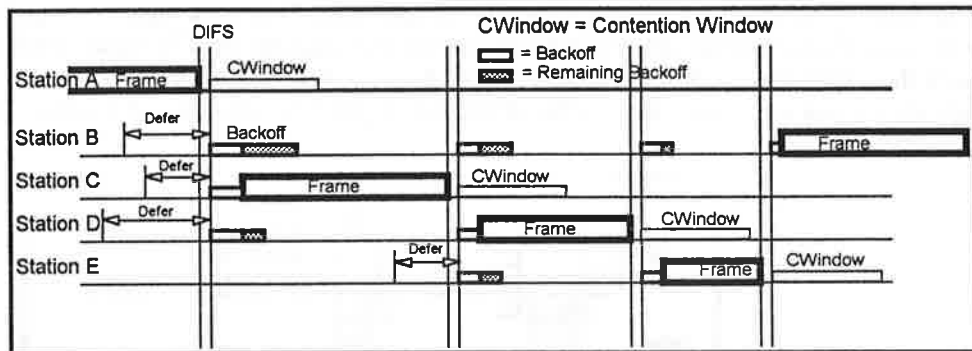 DIFS
CWindow = Contention Window
= Backoff
= Remaining Backoff
Station A
Frame
CWindow
Defer
Station B
Backoff
Frame
Defer
Station C
Frame
CWindow
Defer
Station D
Frame
CWindow
Defer
Station E
Frame
CWindow